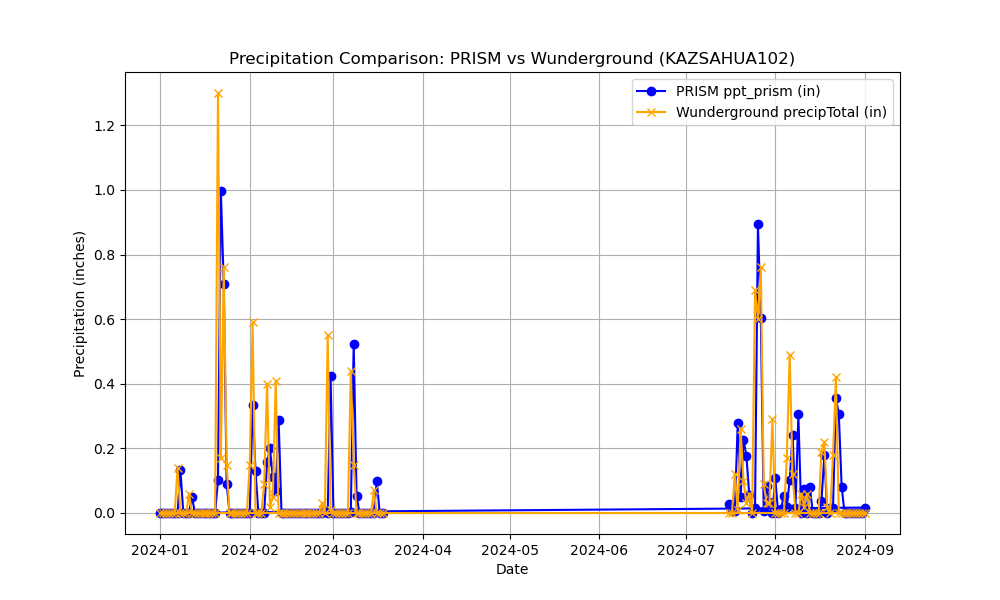 Precipitation Comparison: PRISM vs Wunderground (KAZSAHUA102)
PRISM ppt_prism (in)
Wunderground precipTotal (in)
Precipitation (inches)
1.2
1.0
0.8
0.6
0.4
0.2
0.0
2024-01 2024-02 2024-03 2024-04 2024-05 2024-06 2024-07 2024-08 2024-09
Date